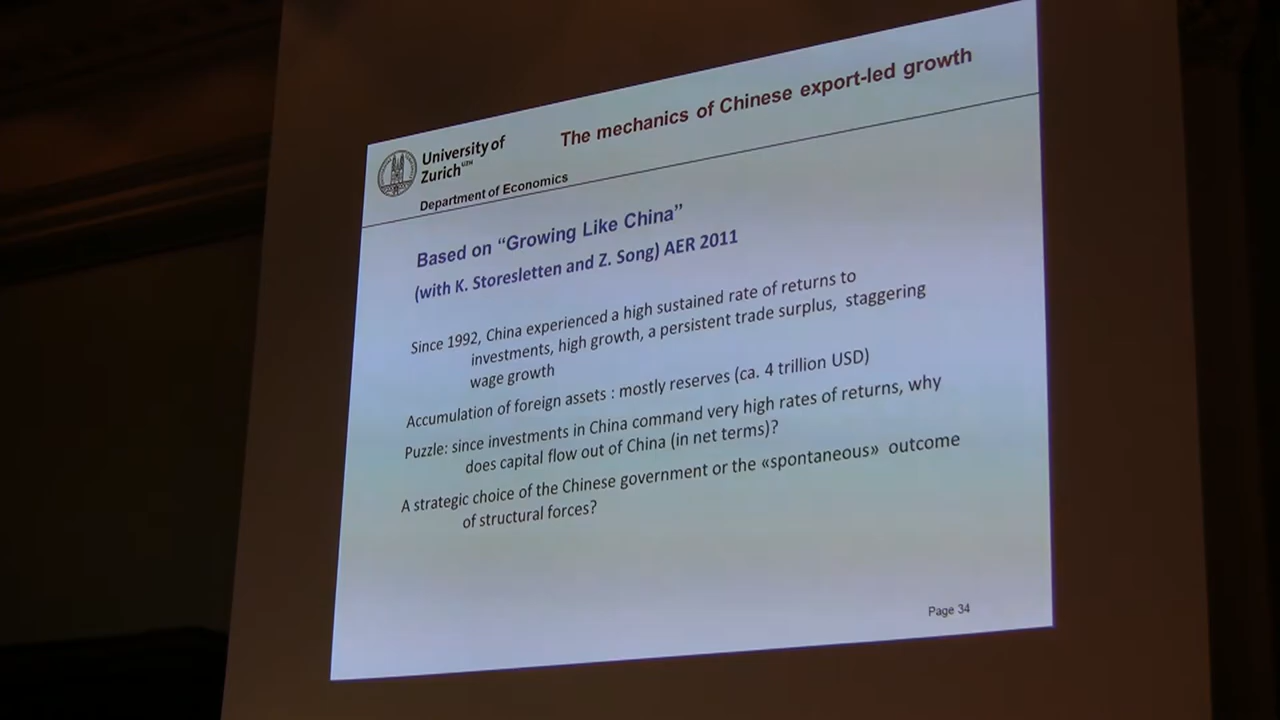 University of
Zurich UZH
The mechanics of Chinese export-led growth
Department of Economics
Based on “Growing Like China”
(with K. Storesletten and Z. Song) AER 2011
Since 1992, China experienced a high sustained rate of returns to
investments, high growth, a persistent trade surplus, staggering
wage growth
Accumulation of foreign assets : mostly reserves (ca. 4 trillion USD)
Puzzle: since investments in China command very high rates of returns, why
does capital flow out of China (in net terms)?
A strategic choice of the Chinese government or the «spontaneous» outcome
of structural forces?
Page 34